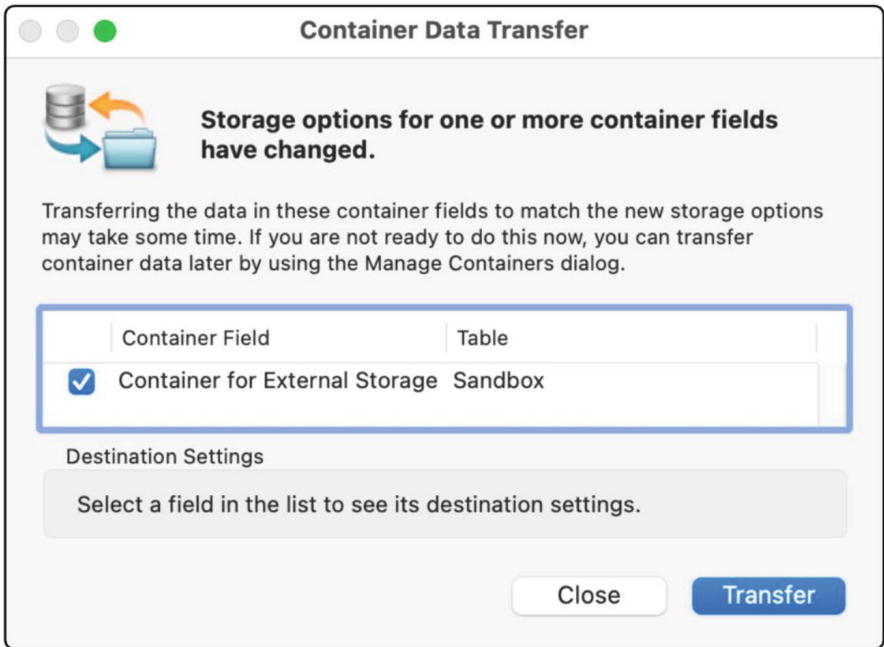 Container Data Transfer
Storage options for one or more container fields
have changed.
Transferring the data in these container fields to match the new storage options
may take some time. If you are not ready to do this now, you can transfer
container data later by using the Manage Containers dialog.
Container Field Table
Container for External Storage Sandbox
Destination Settings
Select a field in the list to see its destination settings.
Close Transfer